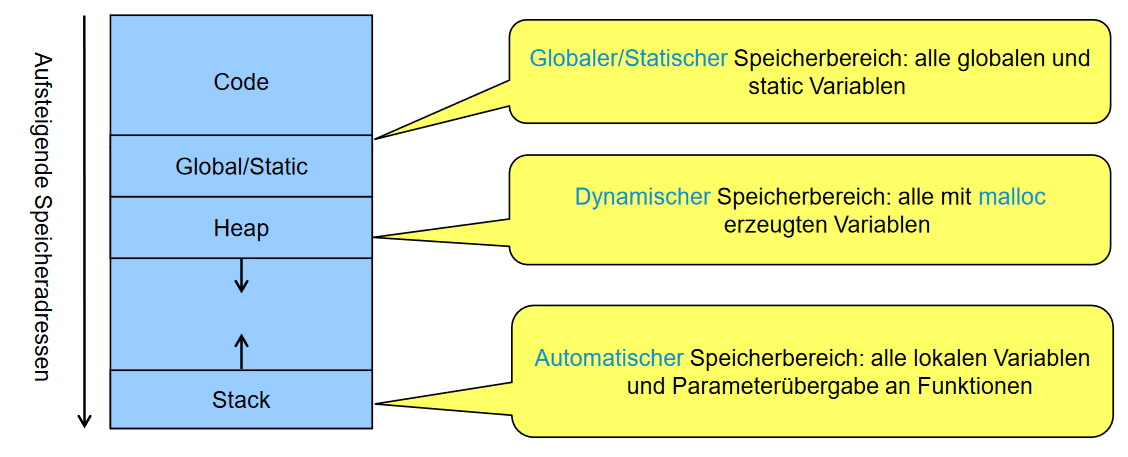 Aufsteigende Speicheradressen
Code
Global/Static
Heap
Stack
Globaler/Statischer Speicherbereich: alle globalen und
static Variablen
Dynamischer Speicherbereich: alle mit malloc
erzeugten Variablen
Automatischer Speicherbereich: alle lokalen Variablen
und Parameterübergabe an Funktionen